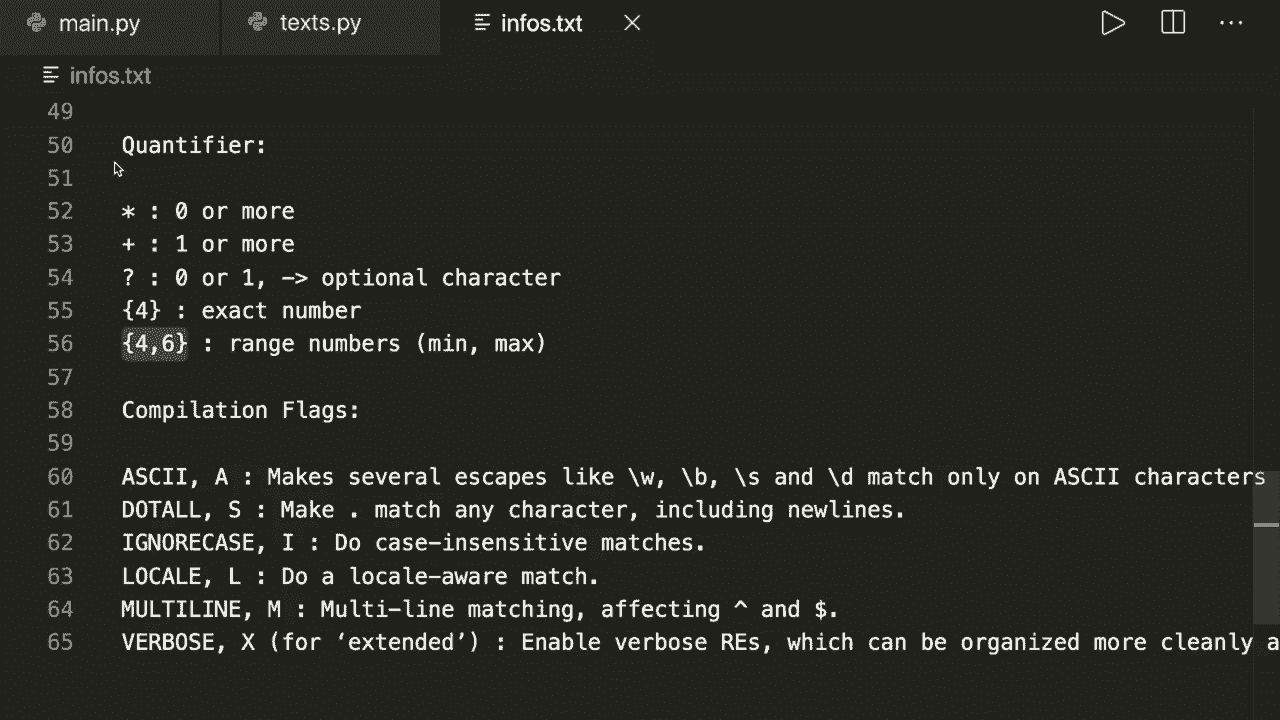 main.py texts.py infos.txt
infos.txt
49
50 Quantifier:
51
52 * : 0 or more
53 + : 1 or more
54 ? : 0 or 1, -> optional character
55 {4} : exact number
56 {4,6} : range numbers (min, max)
57
58 Compilation Flags:
59
60 ASCII, A : Makes several escapes like \w, \b, \s and \d match only on ASCII characters
61 DOTALL, S : Make . match any character, including newlines.
62 IGNORECASE, I : Do case-insensitive matches.
63 LOCALE, L : Do a locale-aware match.
64 MULTILINE, M : Multi-line matching, affecting ^ and $.
65 VERBOSE, X (for ‘extended’) : Enable verbose REs, which can be organized more cleanly a